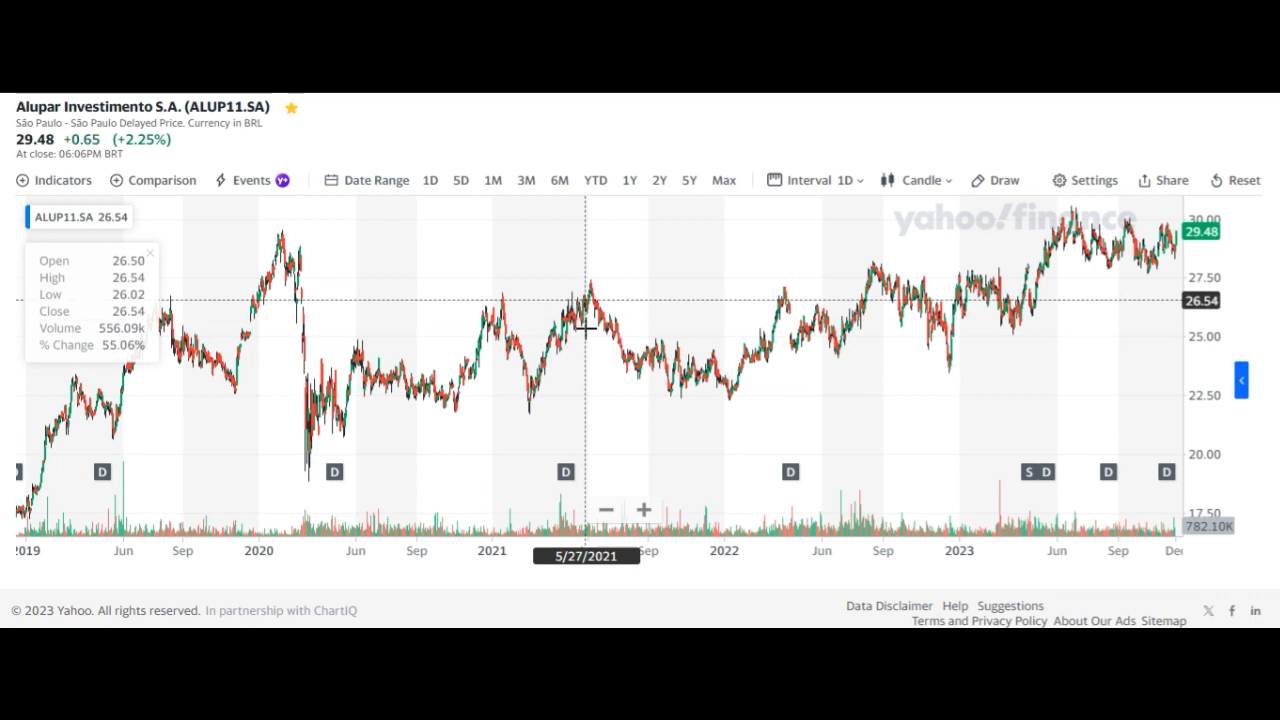 Alupar Investimento S.A. (ALUP11.SA)
São Paulo - São Paulo Delayed Price. Currency in BRL
29.48 +0.65 (+2.25%)
At close: 06:06PM BRT
Indicators Comparison Events Y+ Date Range 1D 5D 1M 3M 6M YTD 1Y 2Y 5Y Max Interval 1D Candle Draw Settings Share Reset
ALUP11.SA 26.54
yahoo!finance
Open 26.50
High 26.54
Low 26.02
Close 26.54
Volume 556.09k
% Change 55.06%
30.00
29.48
27.50
26.54
25.00
22.50
20.00
D D D D S D D D
17.50
782.10K
2019 Jun Sep 2020 Jun Sep 2021 Sep 2022 Jun Sep 2023 Jun Sep Dec
5/27/2021
© 2023 Yahoo. All rights reserved. In partnership with ChartIQ
Data Disclaimer Help Suggestions
Terms and Privacy Policy About Our Ads Sitemap